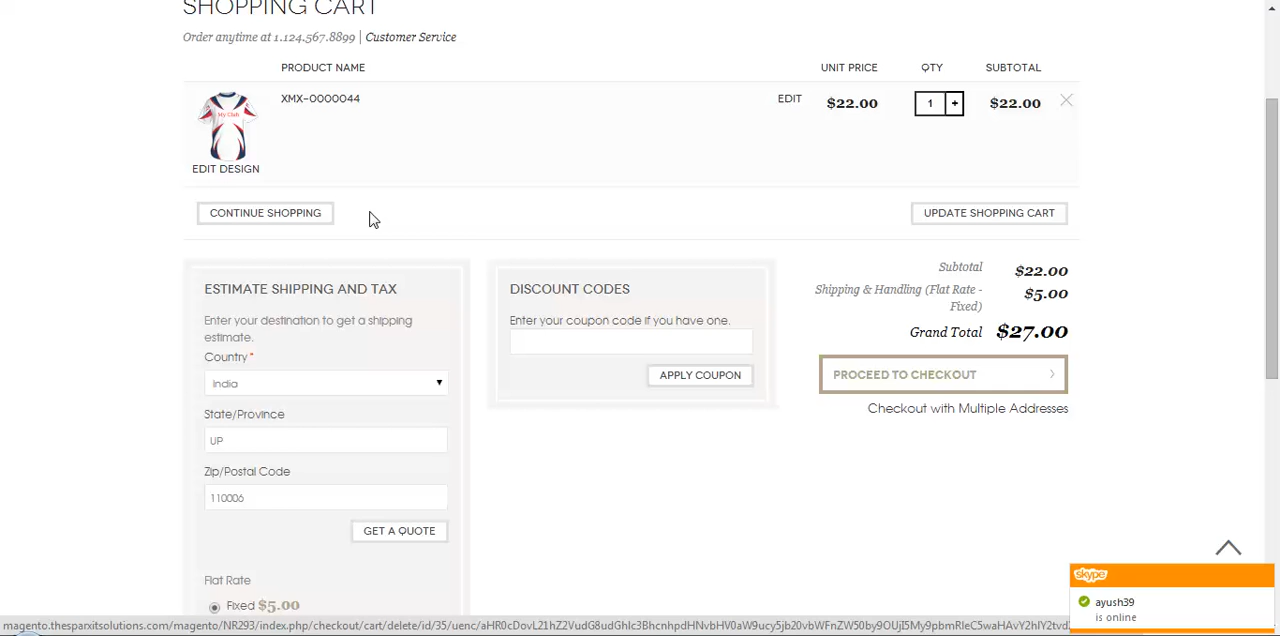 SHOPPING CART
Order anytime at 1.124.567.8899 | Customer Service
PRODUCT NAME UNIT PRICE QTY SUBTOTAL
My Club
XMX-0000044 EDIT $22.00 1 + $22.00
EDIT DESIGN
CONTINUE SHOPPING UPDATE SHOPPING CART
ESTIMATE SHIPPING AND TAX
Enter your destination to get a shipping
estimate.
Country *
India
State/Province
UP
Zip/Postal Code
110006
GET A QUOTE
Flat Rate
Fixed $5.00
DISCOUNT CODES
Enter your coupon code if you have one.
APPLY COUPON
Subtotal $22.00
Shipping & Handling (Flat Rate - $5.00
Fixed)
Grand Total $27.00
PROCEED TO CHECKOUT
Checkout with Multiple Addresses
skype
ayush39
is online